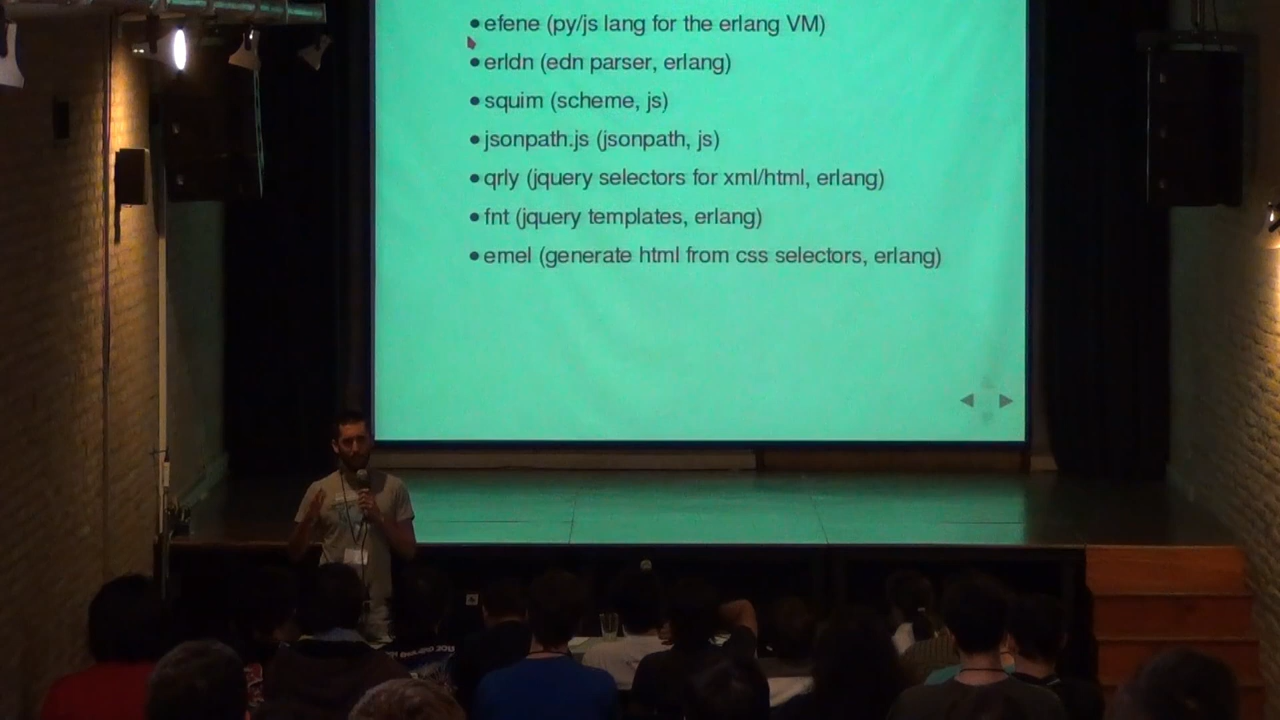 • efene (py/js lang for the erlang VM)
• erldn (edn parser, erlang)
• squim (scheme, js)
• jsonpath.js (jsonpath, js)
• qrly (jquery selectors for xml/html, erlang)
• fnt (jquery templates, erlang)
• emel (generate html from css selectors, erlang)